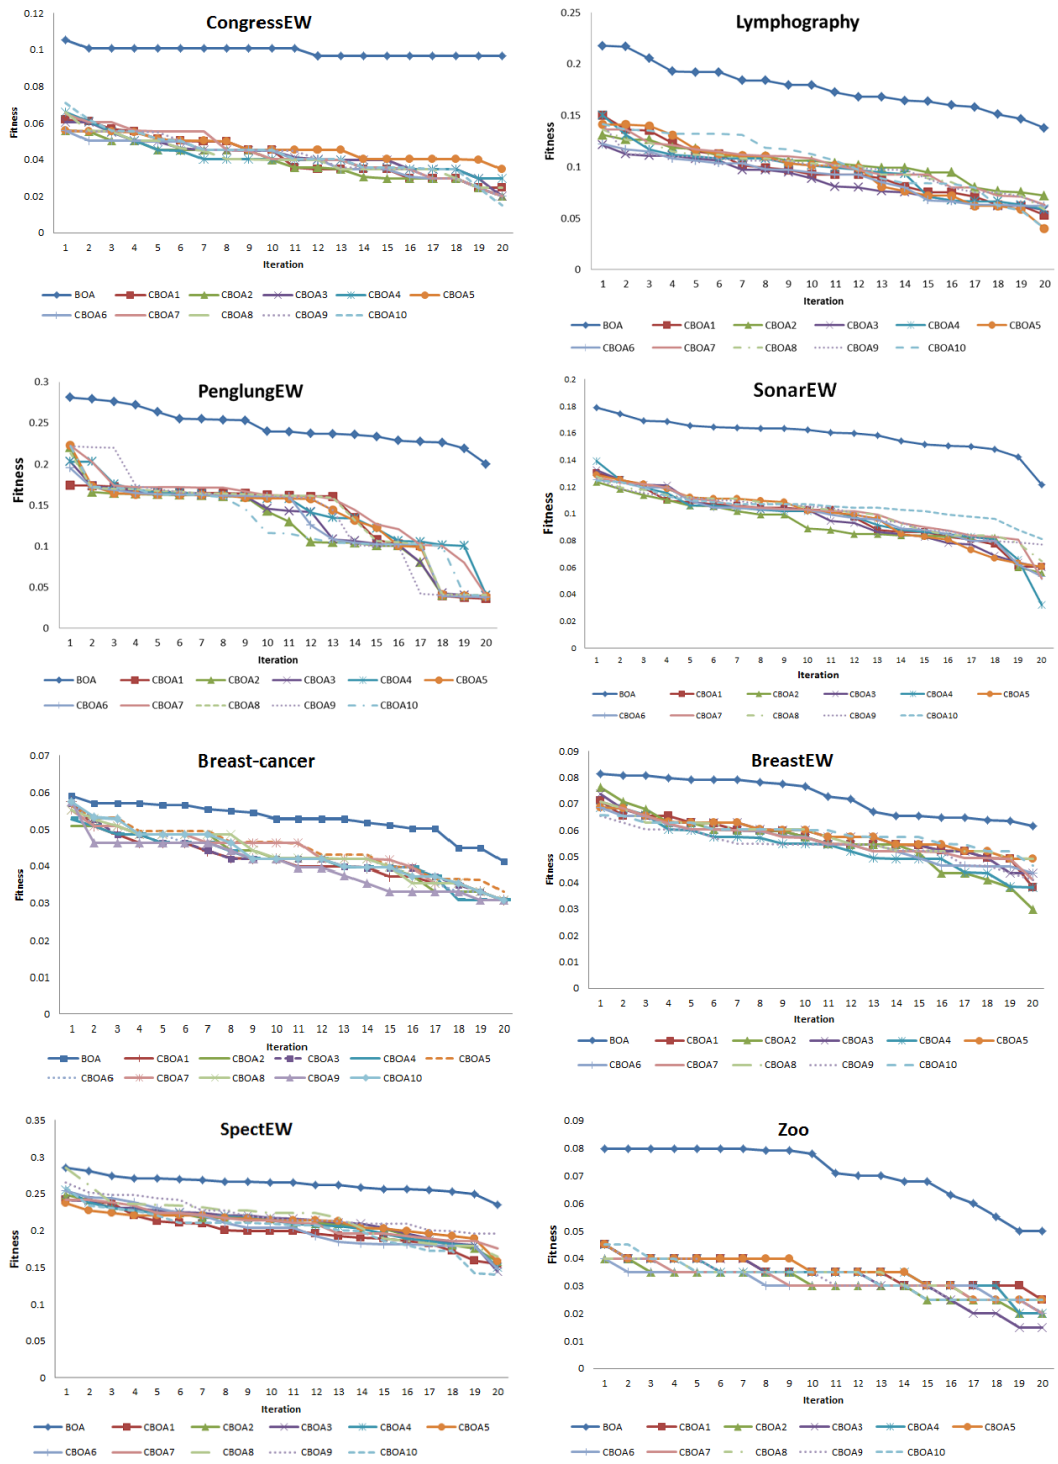 CongressEW
0.12
0.1
0.08
0.06
0.04
0.02
0
Fitness
1 2 3 4 5 6 7 8 9 10 11 12 13 14 15 16 17 18 19 20
Iteration
BOA CBOA1 CBOA2 CBOA3 CBOA4 CBOA5
CBOA6 CBOA7 CBOA8 CBOA9 CBOA10
Lymphography
0.25
0.2
0.15
0.1
0.05
0
Fitness
1 2 3 4 5 6 7 8 9 10 11 12 13 14 15 16 17 18 19 20
Iteration
BOA CBOA1 CBOA2 CBOA3 CBOA4 CBOA5
CBOA6 CBOA7 CBOA8 CBOA9 CBOA10
PenglungEW
0.3
0.2
0.15
0.1
0.05
0
Fitness
1 2 3 4 5 6 7 8 9 10 11 12 13 14 15 16 17 18 19 20
Iteration
BOA CBOA1 CBOA2 CBOA3 CBOA4 CBOA5
CBOA6 CBOA7 CBOA8 CBOA9 CBOA10
SonarEW
0.2
0.18
0.16
0.14
0.12
0.1
0.08
0.06
0.04
0.02
0
Fitness
1 2 3 4 5 6 7 8 9 10 11 12 13 14 15 16 17 18 19 20
Iteration
BOA CBOA1 CBOA2 CBOA3 CBOA4 CBOA5
CBOA6 CBOA7 CBOA8 CBOA9 CBOA10
Breast-cancer
0.07
0.06
0.05
0.04
0.03
0.02
0.01
0
Fitness
1 2 3 4 5 6 7 8 9 10 11 12 13 14 15 16 17 18 19 20
Iteration
BOA CBOA1 CBOA2 CBOA3 CBOA4 CBOA5
CBOA6 CBOA7 CBOA8 CBOA9 CBOA10
BreastEW
0.09
0.08
0.07
0.06
0.05
0.04
0.03
0.02
0.01
0
Fitness
1 2 3 4 5 6 7 8 9 10 11 12 13 14 15 16 17 18 19 20
Iteration
BOA CBOA1 CBOA2 CBOA3 CBOA4 CBOA5
CBOA6 CBOA7 CBOA8 CBOA9 CBOA10
SpectEW
0.35
0.3
0.25
0.2
0.15
0.1
0.05
0
Fitness
1 2 3 4 5 6 7 8 9 10 11 12 13 14 15 16 17 18 19 20
Iteration
BOA CBOA1 CBOA2 CBOA3 CBOA4 CBOA5
CBOA6 CBOA7 CBOA8 CBOA9 CBOA10
Zoo
0.09
0.08
0.07
0.06
0.05
0.04
0.03
0.02
0.01
0
Fitness
1 2 3 4 5 6 7 8 9 10 11 12 13 14 15 16 17 18 19 20
Iteration
BOA CBOA1 CBOA2 CBOA3 CBOA4 CBOA5
CBOA6 CBOA7 CBOA8 CBOA9 CBOA10